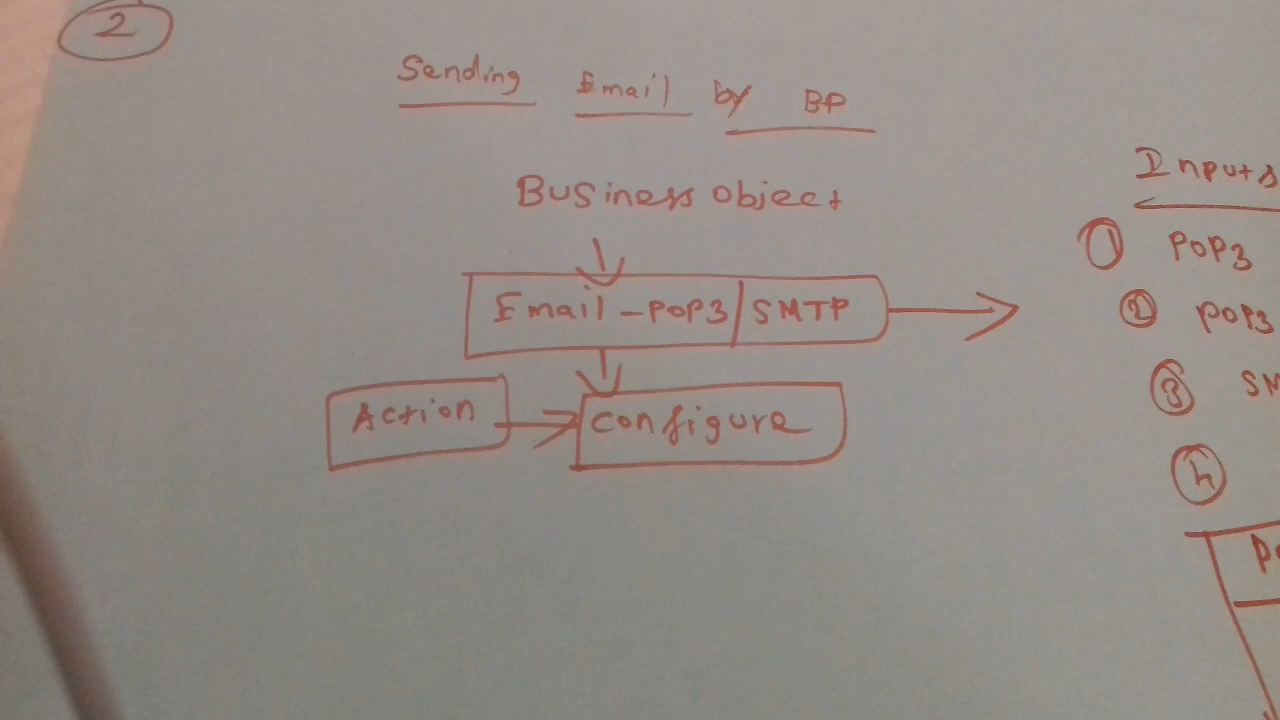 2
Sending Email by BP
Business object
Email-POP3/SMTP
Action
configure
Inputs
① POP3
② POP3
③ SM
④